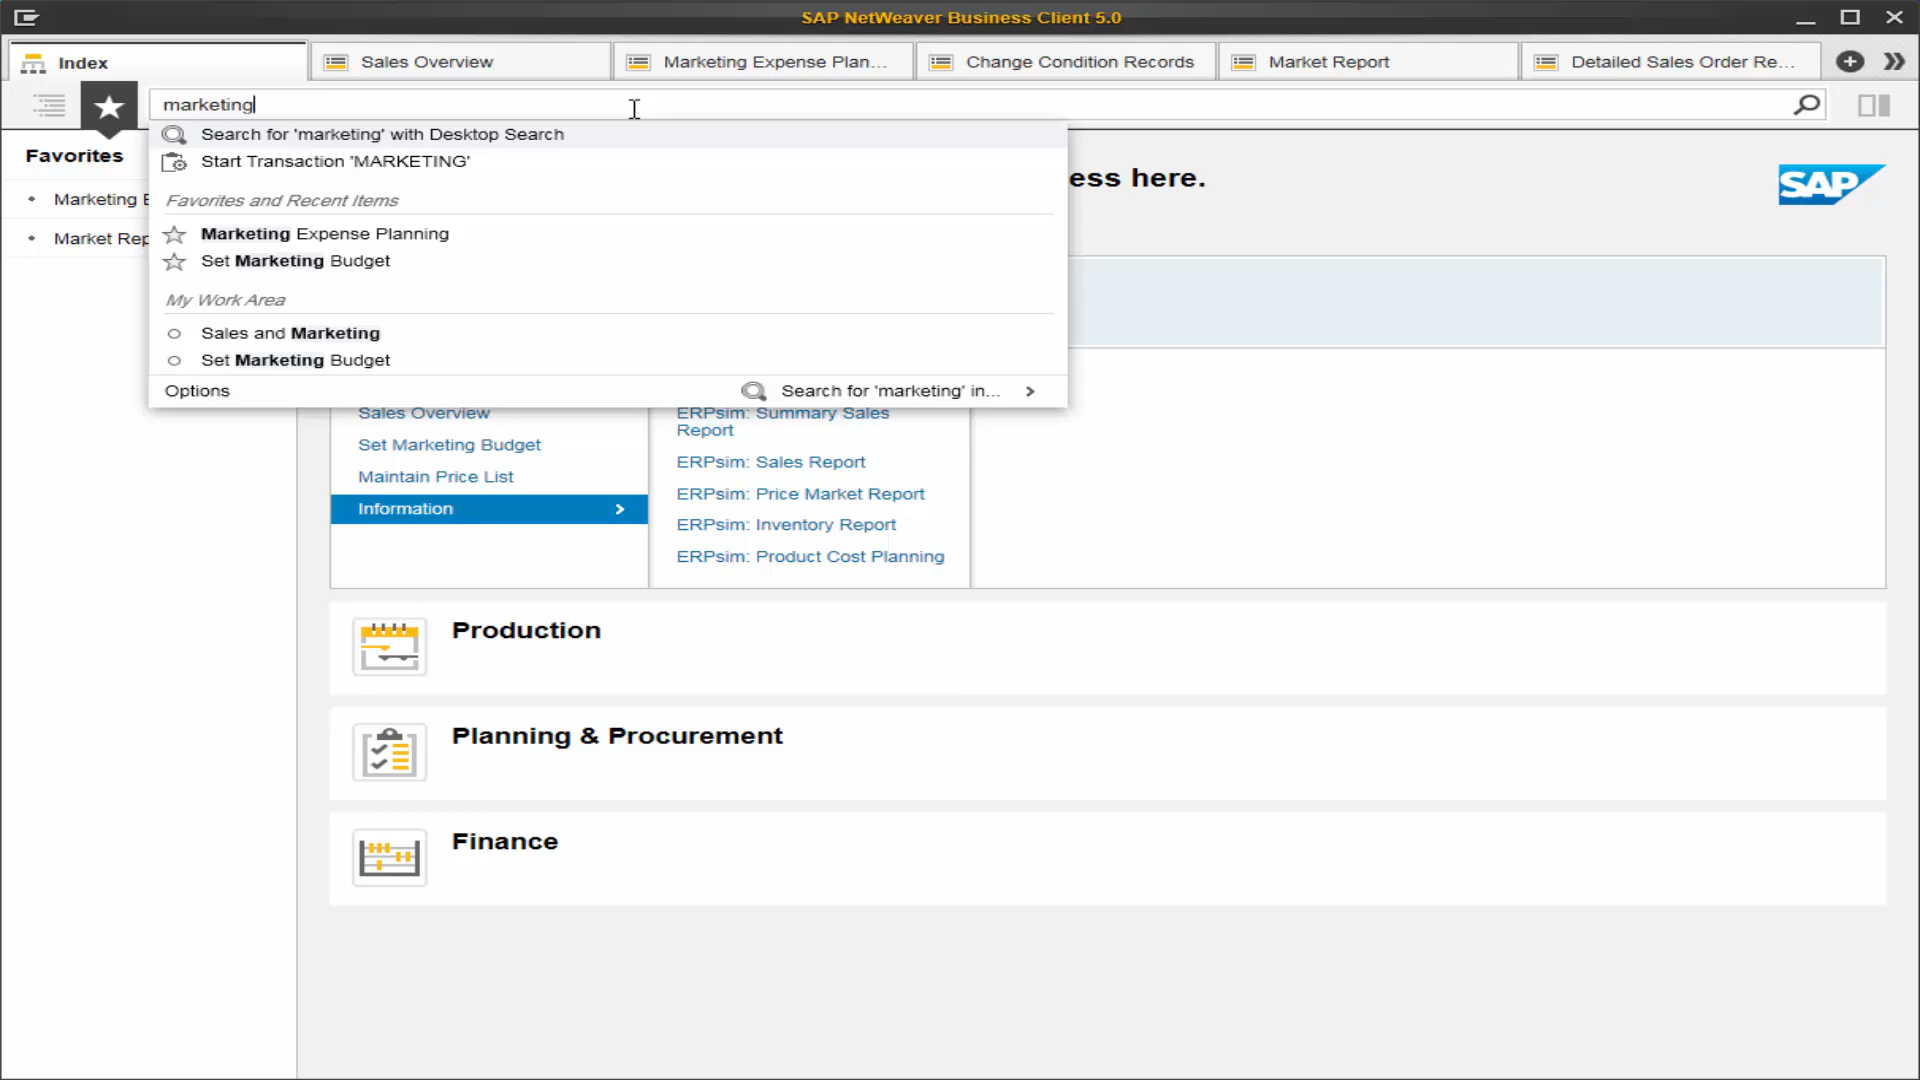 SAP NetWeaver Business Client 5.0
Index
Sales Overview
Marketing Expense Plan...
Change Condition Records
Market Report
Detailed Sales Order Re...
marketing
Search for 'marketing' with Desktop Search
Start Transaction 'MARKETING'
Favorites and Recent Items
Marketing Expense Planning
Set Marketing Budget
My Work Area
Sales and Marketing
Set Marketing Budget
Options
Search for 'marketing' in...
Favorites
Marketing E
Market Rep
ess here.
SAP
Sales Overview
Set Marketing Budget
Maintain Price List
Information
ERPsim: Summary Sales
Report
ERPsim: Sales Report
ERPsim: Price Market Report
ERPsim: Inventory Report
ERPsim: Product Cost Planning
Production
Planning & Procurement
Finance